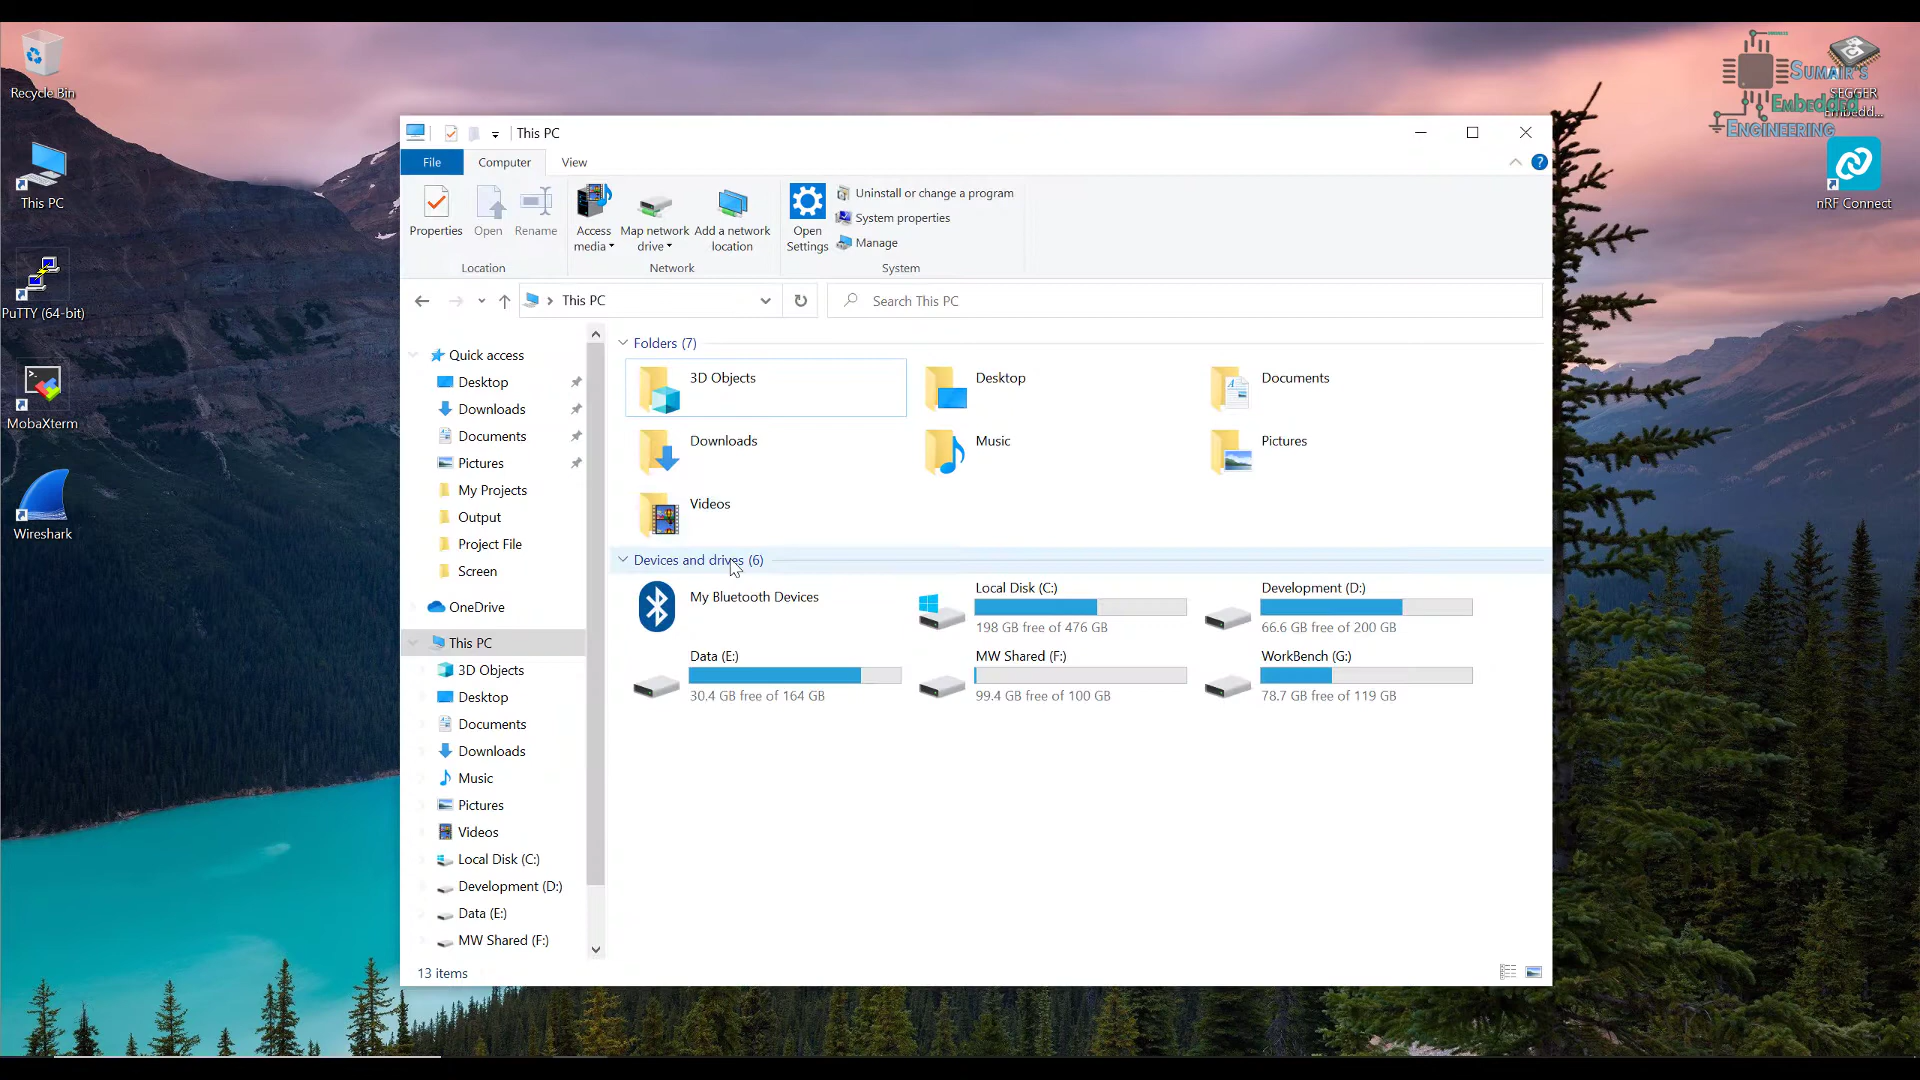 Recycle Bin
This PC
PuTTY (64-bit)
MobaXterm
Wireshark
SUMAIR'S
Embedded
ENGINEERING
SEGGER
Embedd...
nRF Connect
This PC
File
Computer
View
Properties
Open
Rename
Location
Access media
Map network drive
Add a network location
Network
Open Settings
Uninstall or change a program
System properties
Manage
System
This PC
Search This PC
Quick access
Desktop
Downloads
Documents
Pictures
My Projects
Output
Project File
Screen
OneDrive
This PC
3D Objects
Desktop
Documents
Downloads
Music
Pictures
Videos
Local Disk (C:)
Development (D:)
Data (E:)
MW Shared (F:)
Folders (7)
3D Objects
Desktop
Documents
Downloads
Music
Pictures
Videos
Devices and drives (6)
My Bluetooth Devices
Local Disk (C:)
198 GB free of 476 GB
Development (D:)
66.6 GB free of 200 GB
Data (E:)
30.4 GB free of 164 GB
MW Shared (F:)
99.4 GB free of 100 GB
WorkBench (G:)
78.7 GB free of 119 GB
13 items